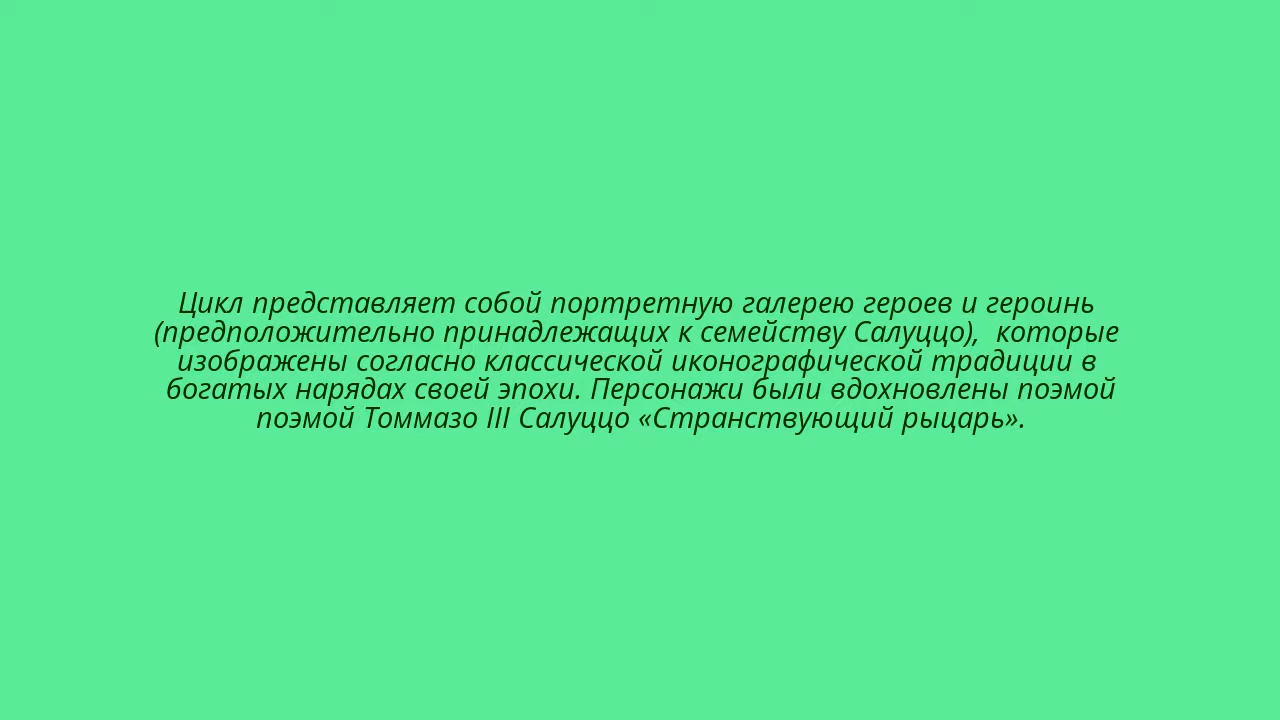 Цикл представляет собой портретную галерею героев и героинь
(предположительно принадлежащих к семейству Салуццо),  которые
изображены согласно классической иконографической традиции в
богатых нарядах своей эпохи. Персонажи были вдохновлены поэмой
поэмой Томмазо III Салуццо «Странствующий рыцарь».